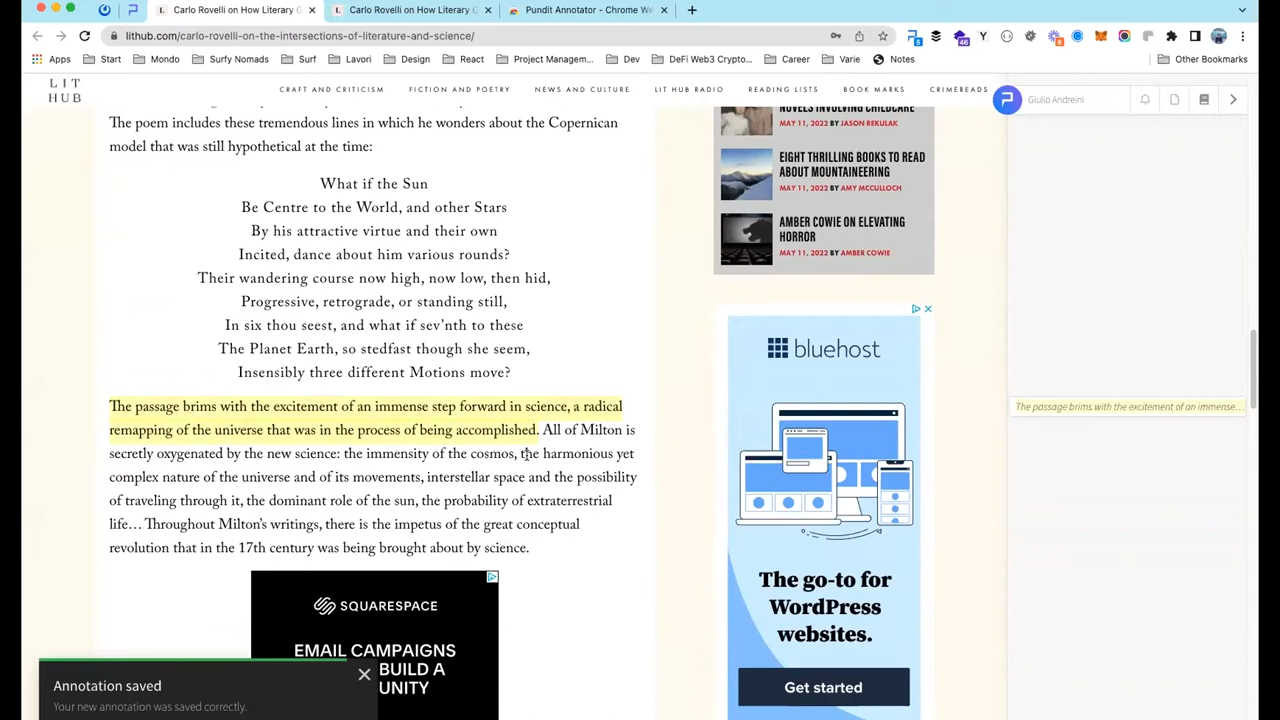 Carlo Rovelli on How Literary G
Carlo Rovelli on How Literary G
Pundit Annotator - Chrome We
lithub.com/carlo-rovelli-on-the-intersections-of-literature-and-science/
Apps Start Mondo Surfy Nomads Surf Lavori Design React Project Managem... Dev DeFi Web3 Crypto... Career Varie Notes Other Bookmarks
LIT
HUB
CRAFT AND CRITICISM FICTION AND POETRY NEWS AND CULTURE LIT HUB RADIO READING LISTS BOOK MARKS CRIMEREADS
Giulio Andreini
The poem includes these tremendous lines in which he wonders about the Copernican
model that was still hypothetical at the time:
What if the Sun
Be Centre to the World, and other Stars
By his attractive virtue and their own
Incited, dance about him various rounds?
Their wandering course now high, now low, then hid,
Progressive, retrograde, or standing still,
In six thou seest, and what if sev’nth to these
The Planet Earth, so stedfast though she seem,
Insensibly three different Motions move?
The passage brims with the excitement of an immense step forward in science, a radical
remapping of the universe that was in the process of being accomplished. All of Milton is
secretly oxygenated by the new science: the immensity of the cosmos, the harmonious yet
complex nature of the universe and of its movements, interstellar space and the possibility
of traveling through it, the dominant role of the sun, the probability of extraterrestrial
life… Throughout Milton’s writings, there is the impetus of the great conceptual
revolution that in the 17th century was being brought about by science.
SQUARESPACE
EMAIL CAMPAIGNS
BUILD A
UNITY
Annotation saved
Your new annotation was saved correctly.
NOVELS INVOLVING CHILDCARE
MAY 11, 2022 BY JASON REKULAK
EIGHT THRILLING BOOKS TO READ
ABOUT MOUNTAINEERING
MAY 11, 2022 BY AMY MCCULLOCH
AMBER COWIE ON ELEVATING
HORROR
MAY 11, 2022 BY AMBER COWIE
bluehost
The go-to for
WordPress
websites.
Get started
The passage brims with the excitement of an immense...